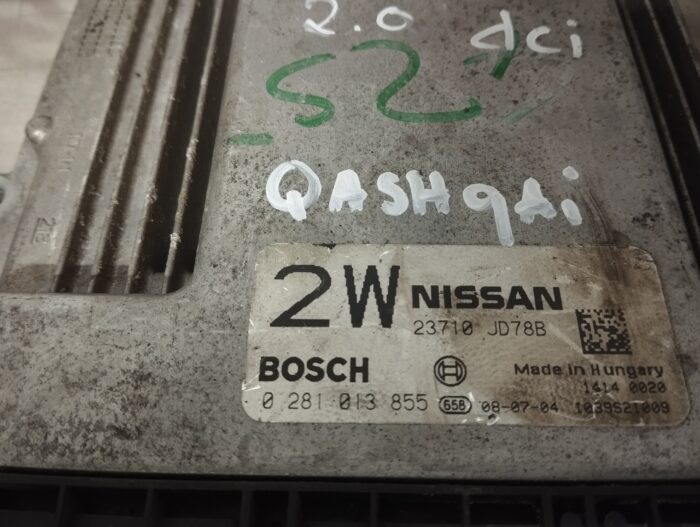 2.0 dci
QASHqAi
2W NISSAN
23710 JD78B
BOSCH Made in Hungary
1414 0020
0 281 013 855 658 08-07-04 1039S21009